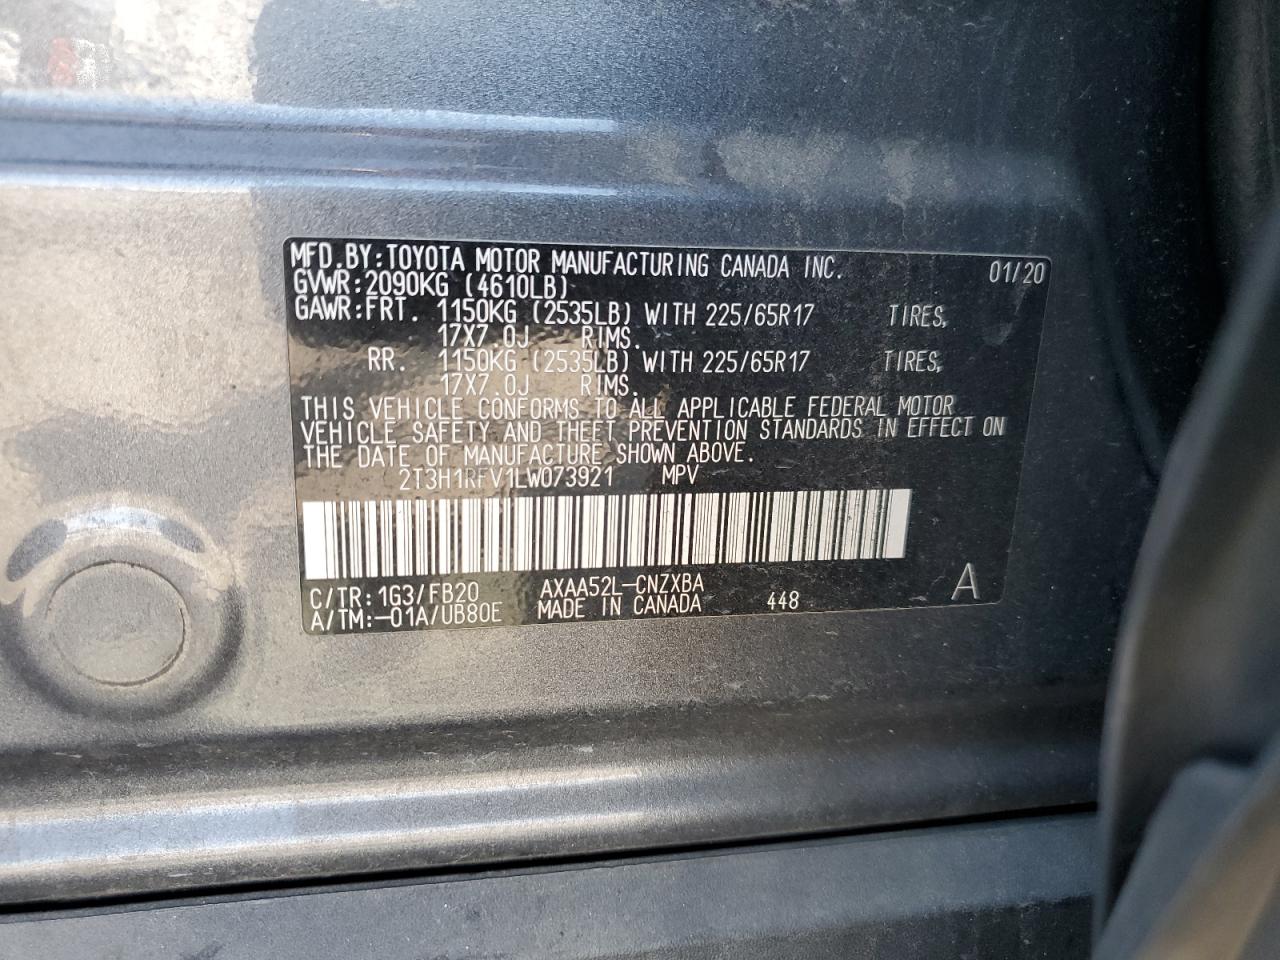 MFD.BY:TOYOTA MOTOR MANUFACTURING CANADA INC. 01/20
GVWR:2090KG (4610LB)
GAWR:FRT. 1150KG (2535LB) WITH 225/65R17 TIRES,
17X7.0J RIMS.
RR. 1150KG (2535LB) WITH 225/65R17 TIRES,
17X7.0J RIMS.
THIS VEHICLE CONFORMS TO ALL APPLICABLE FEDERAL MOTOR
VEHICLE SAFETY AND THEFT PREVENTION STANDARDS IN EFFECT ON
THE DATE OF MANUFACTURE SHOWN ABOVE.
2T3H1RFV1LW073921 MPV
C/TR:1G3/FB20 AXAA52L-CNZXBA A
A/TM:-01A/UB80E MADE IN CANADA 448